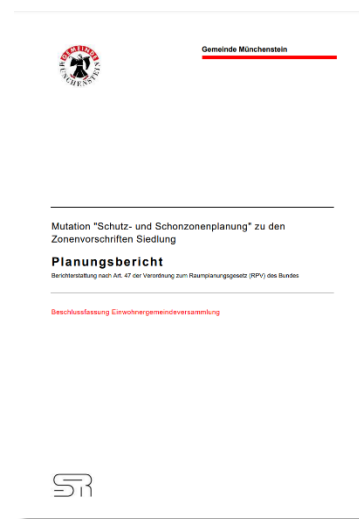 GEMEINDE
MÜNCHENSTEIN
Gemeinde Münchenstein
Mutation "Schutz- und Schonzonenplanung" zu den
Zonenvorschriften Siedlung
Planungsbericht
Berichterstattung nach Art. 47 der Verordnung zum Raumplanungsgesetz (RPV) des Bundes
Beschlussfassung Einwohnergemeindeversammlung